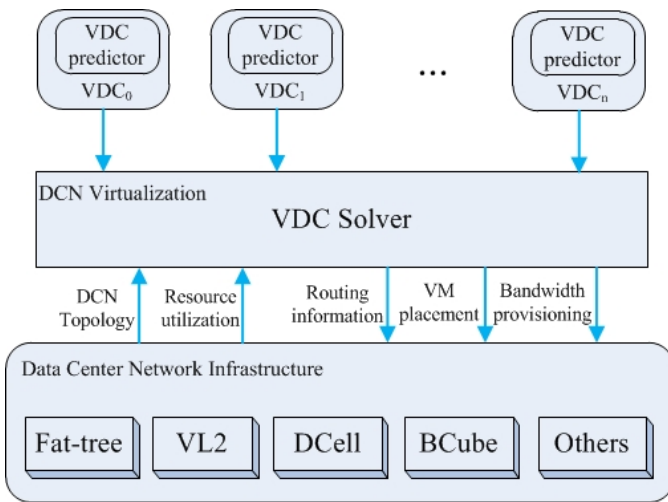 VDC
predictor
VDC0
VDC
predictor
VDC1
...
VDC
predictor
VDCn
DCN Virtualization
VDC Solver
DCN
Topology
Resource
utilization
Routing
information
VM
placement
Bandwidth
provisioning
Data Center Network Infrastructure
Fat-tree
VL2
DCell
BCube
Others